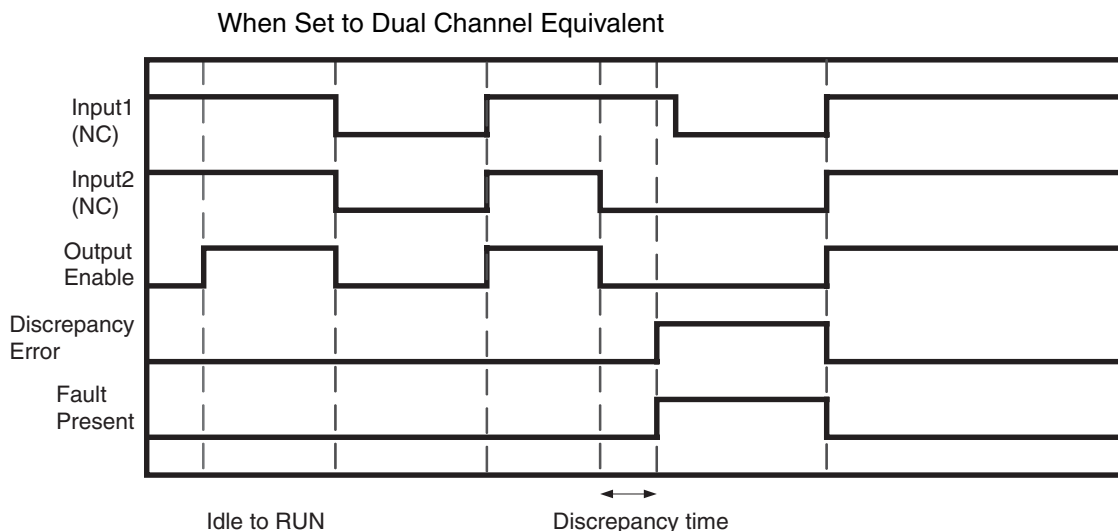 When Set to Dual Channel Equivalent
Input1
(NC)
Input2
(NC)
Output
Enable
Discrepancy
Error
Fault
Present
Idle to RUN
Discrepancy time